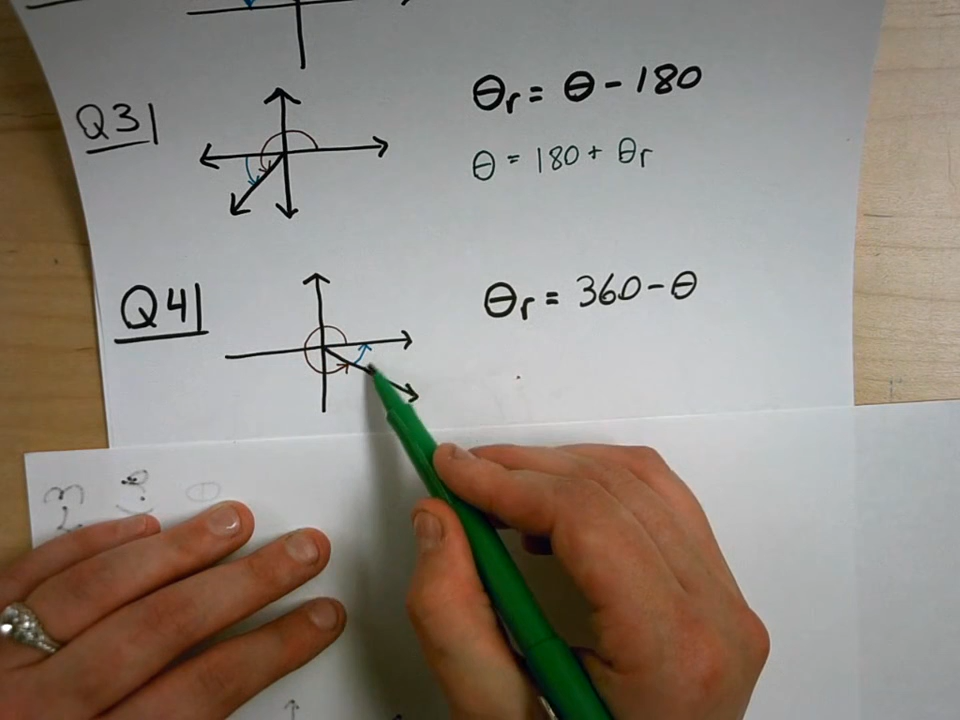 Q3
θr = θ - 180
θ = 180 + θr
Q4
θr = 360 - θ